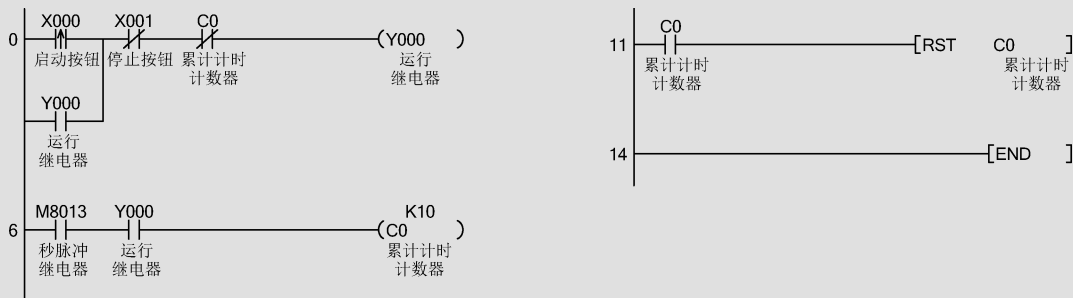 X000 X001 C0
0 (Y000 )
启动按钮 停止按钮 累计计时 运行
计数器 继电器
Y000
运行
继电器
M8013 Y000 K10
6 (C0 )
秒脉冲 运行 累计计时
继电器 继电器 计数器
C0
11 [RST C0 ]
累计计时 累计计时
计数器 计数器
14 [END ]